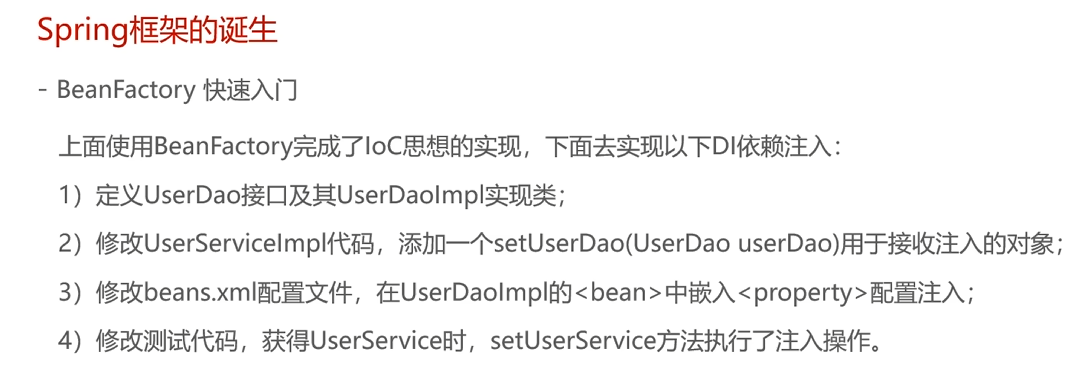 Spring框架的诞生
- BeanFactory 快速入门
上面使用BeanFactory完成了IoC思想的实现，下面去实现以下DI依赖注入：
1）定义UserDao接口及其UserDaoImpl实现类；
2）修改UserServiceImpl代码，添加一个setUserDao(UserDao userDao)用于接收注入的对象；
3）修改beans.xml配置文件，在UserDaoImpl的<bean>中嵌入<property>配置注入；
4）修改测试代码，获得UserService时，setUserService方法执行了注入操作。